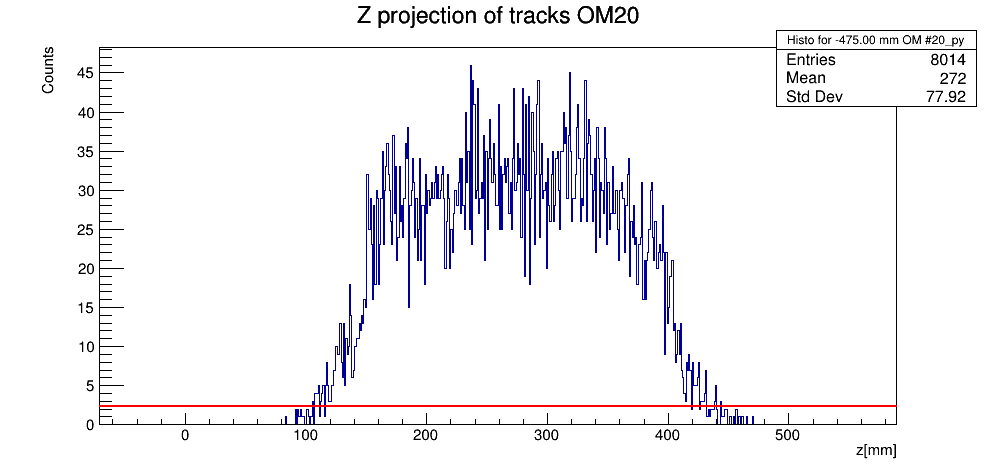 Z projection of tracks OM20
Histo for -475.00 mm OM #20_py
Entries 8014
Mean 272
Std Dev 77.92
Counts
45
40
35
30
25
20
15
10
5
0
0 100 200 300 400 500
z[mm]